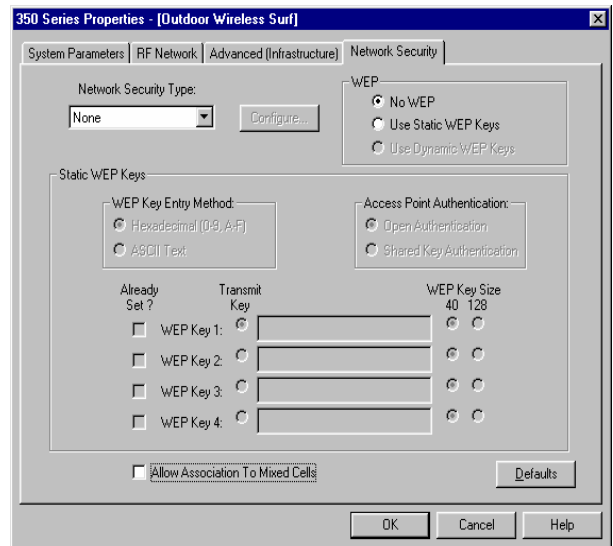 350 Series Properties - [Outdoor Wireless Surf]
System Parameters RF Network Advanced (Infrastructure) Network Security
Network Security Type:
None
Configure...
WEP
No WEP
Use Static WEP Keys
Use Dynamic WEP Keys
Static WEP Keys
WEP Key Entry Method:
Hexadecimal (0-9, A-F)
ASCII Text
Access Point Authentication:
Open Authentication
Shared Key Authentication
Already Set ?
Transmit Key
WEP Key Size
40 128
WEP Key 1:
WEP Key 2:
WEP Key 3:
WEP Key 4:
Allow Association To Mixed Cells
Defaults
OK Cancel Help